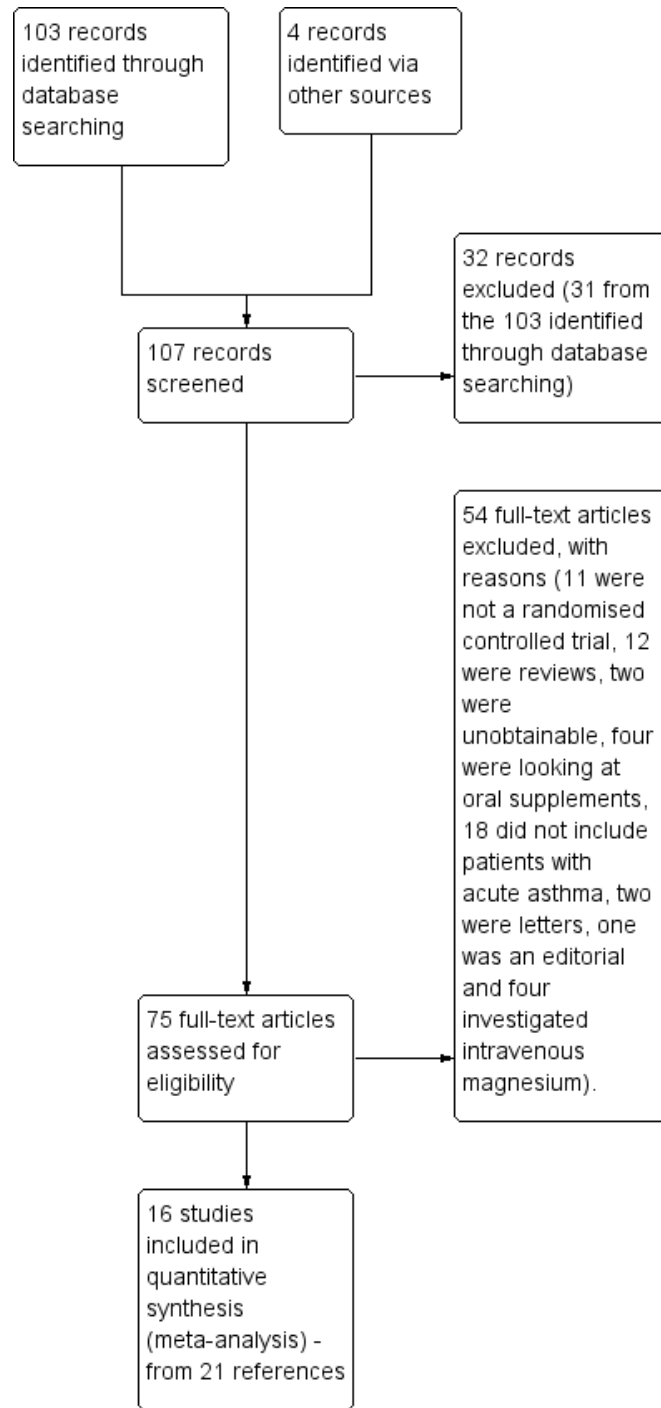 103 records
identified through
database
searching
4 records
identified via
other sources
32 records
excluded (31 from
the 103 identified
through database
searching)
107 records
screened
54 full-text articles
excluded, with
reasons (11 were
not a randomised
controlled trial, 12
were reviews, two
were
unobtainable, four
were looking at
oral supplements,
18 did not include
patients with
acute asthma, two
were letters, one
was an editorial
and four
investigated
intravenous
magnesium).
75 full-text articles
assessed for
eligibility
16 studies
included in
quantitative
synthesis
(meta-analysis) -
from 21 references